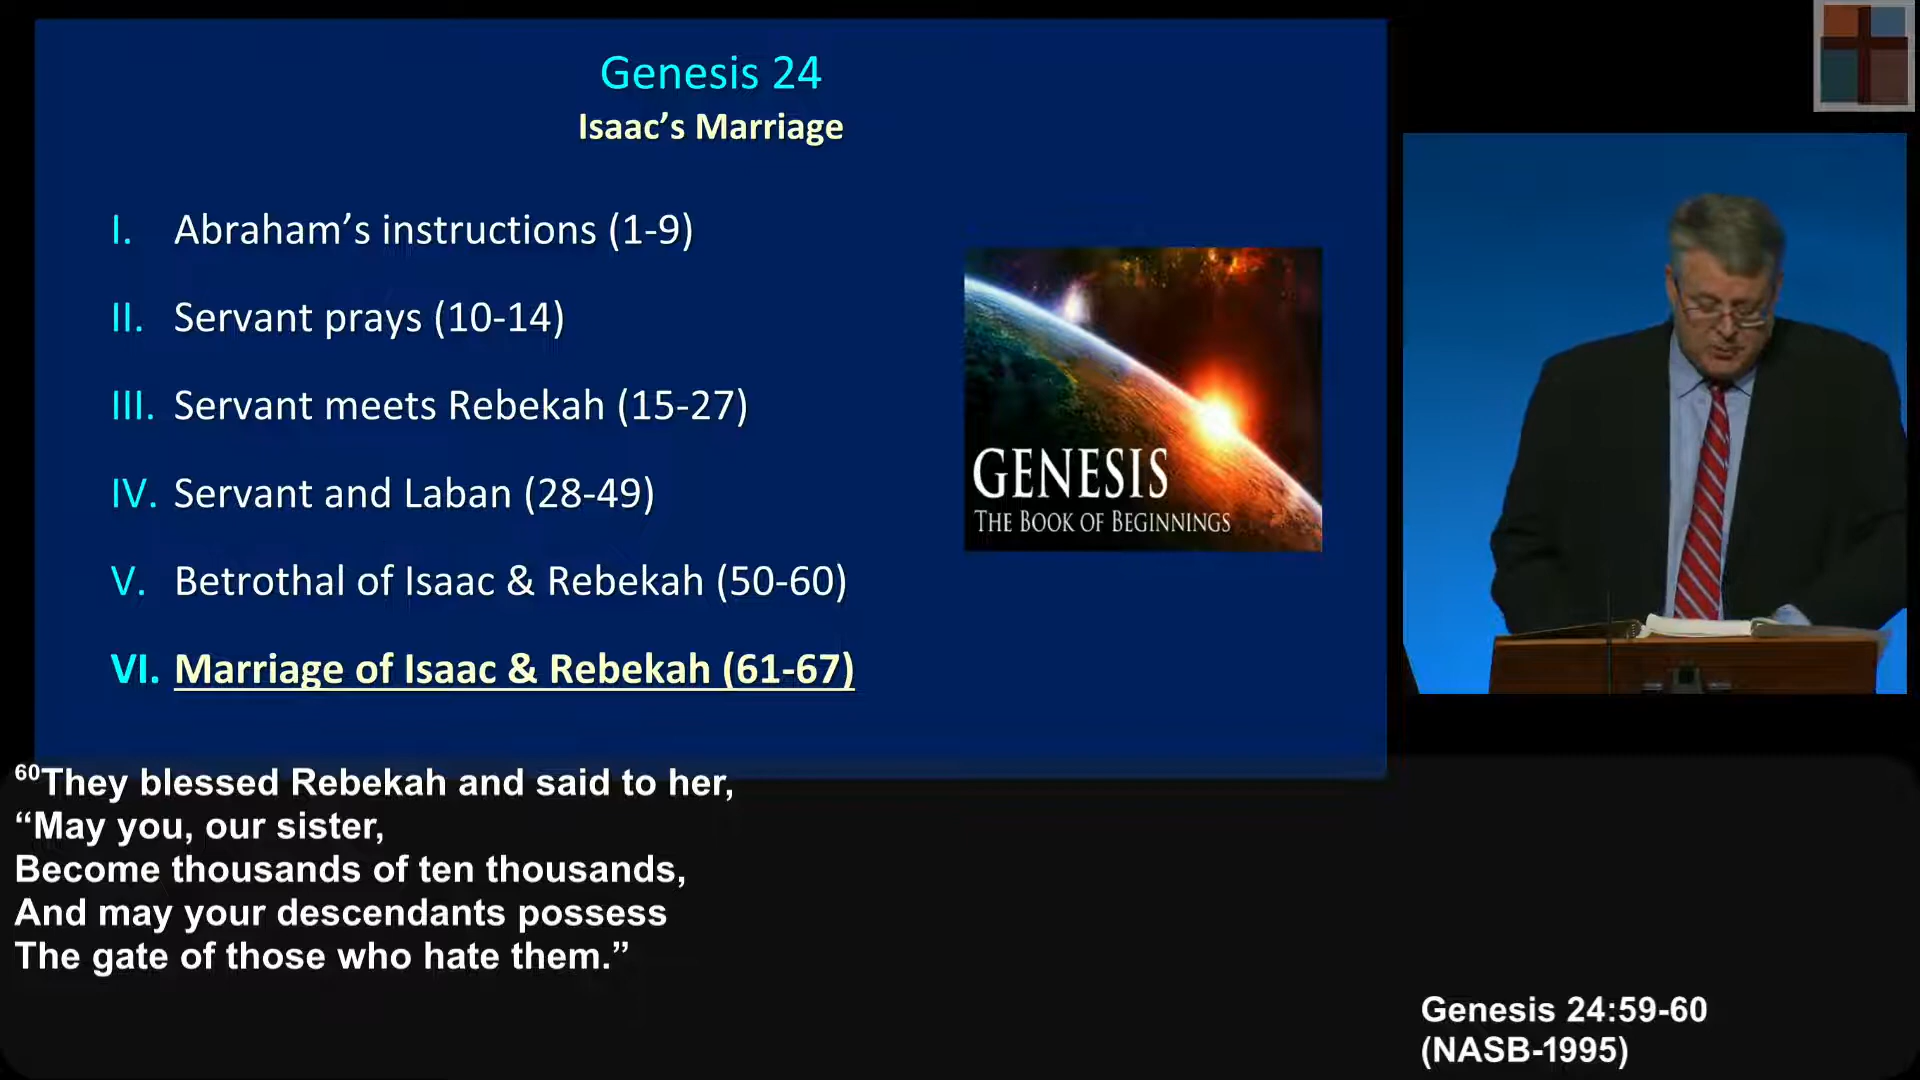 Genesis 24
Isaac’s Marriage
I. Abraham’s instructions (1-9)
II. Servant prays (10-14)
III. Servant meets Rebekah (15-27)
IV. Servant and Laban (28-49)
V. Betrothal of Isaac & Rebekah (50-60)
VI. Marriage of Isaac & Rebekah (61-67)
GENESIS
THE BOOK OF BEGINNINGS
60They blessed Rebekah and said to her,
“May you, our sister,
Become thousands of ten thousands,
And may your descendants possess
The gate of those who hate them.”
Genesis 24:59-60
(NASB-1995)